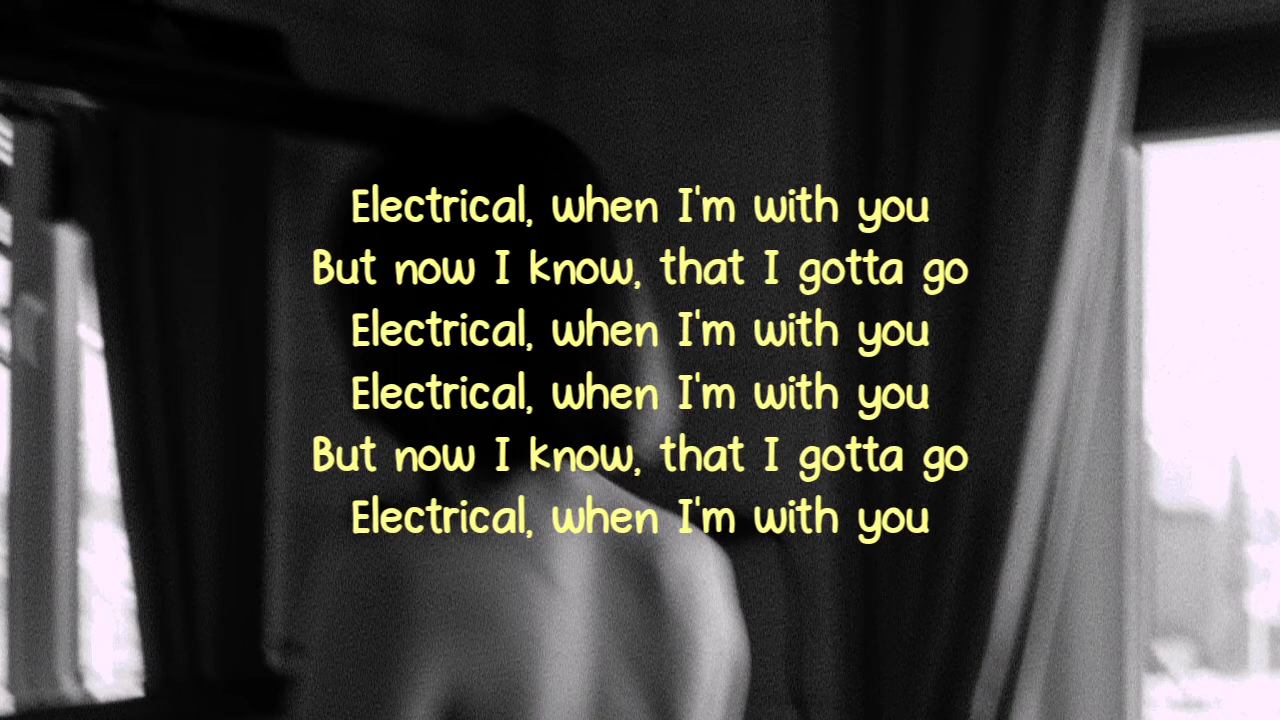 Electrical, when I'm with you
But now I know, that I gotta go
Electrical, when I'm with you
Electrical, when I'm with you
But now I know, that I gotta go
Electrical, when I'm with you